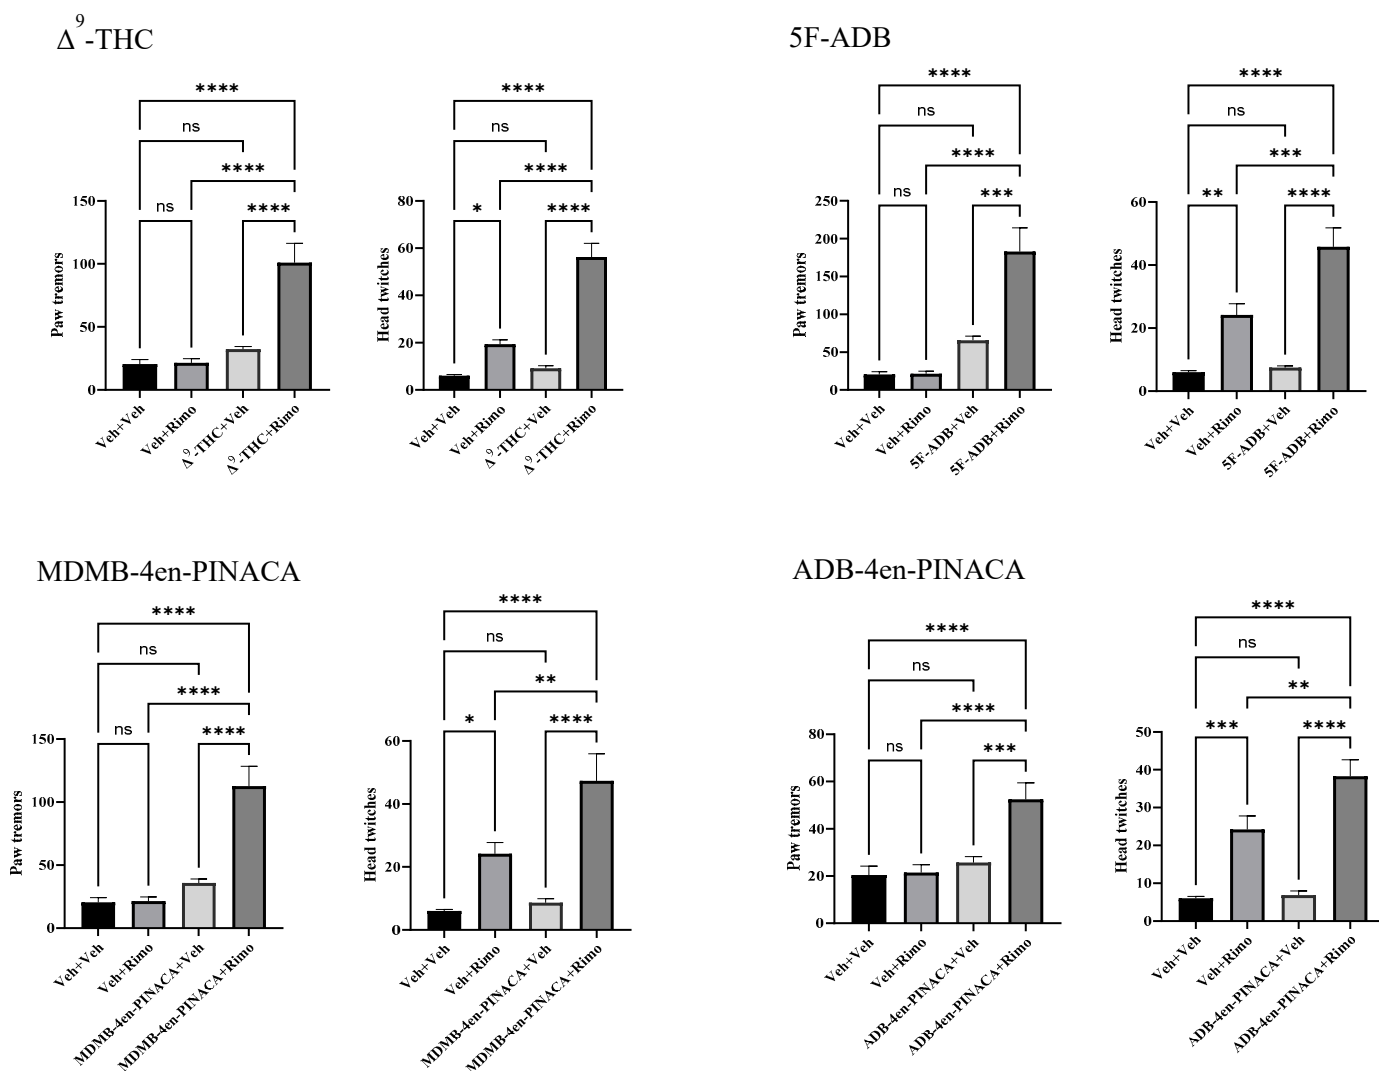 Δ⁹-THC
****
ns
****
ns
****
150
100
50
0
Paw tremors
Veh+Veh
Veh+Rimo
Δ⁹-THC+Veh
Δ⁹-THC+Rimo
****
ns
****
*
****
80
60
40
20
0
Head twitches
Veh+Veh
Veh+Rimo
Δ⁹-THC+Veh
Δ⁹-THC+Rimo
5F-ADB
****
ns
****
ns
***
250
200
150
100
50
0
Paw tremors
Veh+Veh
Veh+Rimo
5F-ADB+Veh
5F-ADB+Rimo
****
ns
***
**
****
60
40
20
0
Head twitches
Veh+Veh
Veh+Rimo
5F-ADB+Veh
5F-ADB+Rimo
MDMB-4en-PINACA
****
ns
****
ns
****
150
100
50
0
Paw tremors
Veh+Veh
Veh+Rimo
MDMB-4en-PINACA+Veh
MDMB-4en-PINACA+Rimo
****
ns
**
*
****
60
40
20
0
Head twitches
Veh+Veh
Veh+Rimo
MDMB-4en-PINACA+Veh
MDMB-4en-PINACA+Rimo
ADB-4en-PINACA
****
ns
****
ns
***
80
60
40
20
0
Paw tremors
Veh+Veh
Veh+Rimo
ADB-4en-PINACA+Veh
ADB-4en-PINACA+Rimo
****
ns
**
***
****
50
40
30
20
10
0
Head twitches
Veh+Veh
Veh+Rimo
ADB-4en-PINACA+Veh
ADB-4en-PINACA+Rimo